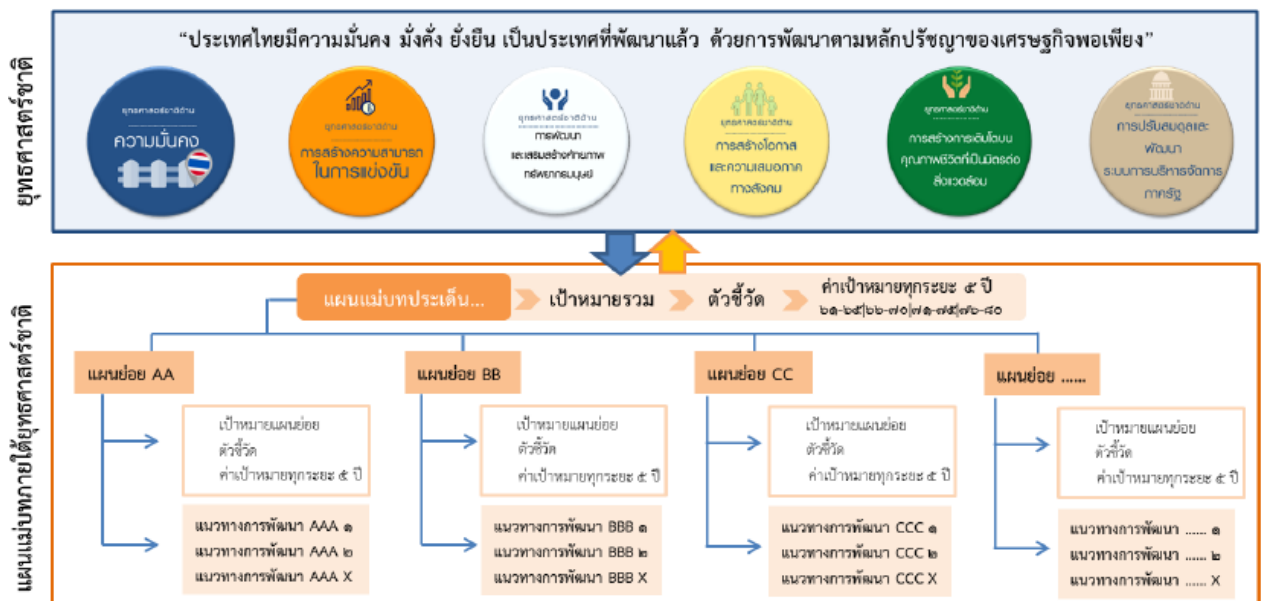 ยุทธศาสตร์ชาติ
“ประเทศไทยมีความมั่นคง มั่งคั่ง ยั่งยืน เป็นประเทศที่พัฒนาแล้ว ด้วยการพัฒนาตามหลักปรัชญาของเศรษฐกิจพอเพียง”
ยุทธศาสตร์ชาติด้าน
ความมั่นคง
ยุทธศาสตร์ชาติด้าน
การสร้างความสามารถ
ในการแข่งขัน
ยุทธศาสตร์ชาติด้าน
การพัฒนา
และเสริมสร้างศักยภาพ
ทรัพยากรมนุษย์
ยุทธศาสตร์ชาติด้าน
การสร้างโอกาส
และความเสมอภาค
ทางสังคม
ยุทธศาสตร์ชาติด้าน
การสร้างการเติบโตบน
คุณภาพชีวิตที่เป็นมิตรต่อ
สิ่งแวดล้อม
ยุทธศาสตร์ชาติด้าน
การปรับสมดุลและ
พัฒนา
ระบบการบริหารจัดการ
ภาครัฐ
แผนแม่บทภายใต้ยุทธศาสตร์ชาติ
แผนแม่บทประเด็น...
เป้าหมายรวม
ตัวชี้วัด
ค่าเป้าหมายทุกระยะ ๕ ปี
๖๑-๖๕|๖๖-๗๐|๗๑-๗๕|๗๖-๘๐
แผนย่อย AA
เป้าหมายแผนย่อย
ตัวชี้วัด
ค่าเป้าหมายทุกระยะ ๕ ปี
แนวทางการพัฒนา AAA ๑
แนวทางการพัฒนา AAA ๒
แนวทางการพัฒนา AAA X
แผนย่อย BB
เป้าหมายแผนย่อย
ตัวชี้วัด
ค่าเป้าหมายทุกระยะ ๕ ปี
แนวทางการพัฒนา BBB ๑
แนวทางการพัฒนา BBB ๒
แนวทางการพัฒนา BBB X
แผนย่อย CC
เป้าหมายแผนย่อย
ตัวชี้วัด
ค่าเป้าหมายทุกระยะ ๕ ปี
แนวทางการพัฒนา CCC ๑
แนวทางการพัฒนา CCC ๒
แนวทางการพัฒนา CCC X
แผนย่อย ......
เป้าหมายแผนย่อย
ตัวชี้วัด
ค่าเป้าหมายทุกระยะ ๕ ปี
แนวทางการพัฒนา ...... ๑
แนวทางการพัฒนา ...... ๒
แนวทางการพัฒนา ...... X